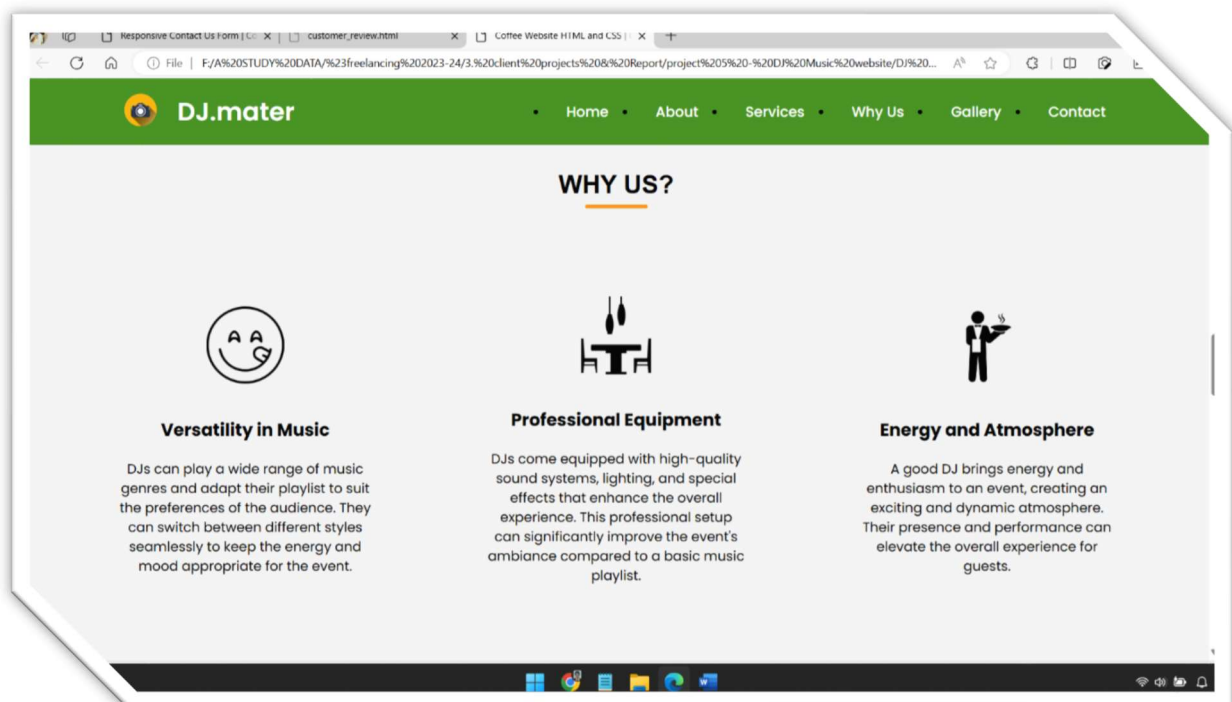 Responsive Contact Us Form | Co
customer_review.html
Coffee Website HTML and CSS |
File
F:/A%20STUDY%20DATA/%23freelancing%202023-24/3.%20client%20projects%20&%20Report/project%205%20-%20DJ%20Music%20website/DJ%20...
DJ.mater
Home
About
Services
Why Us
Gallery
Contact
WHY US?
Versatility in Music
DJs can play a wide range of music
genres and adapt their playlist to suit
the preferences of the audience. They
can switch between different styles
seamlessly to keep the energy and
mood appropriate for the event.
Professional Equipment
DJs come equipped with high-quality
sound systems, lighting, and special
effects that enhance the overall
experience. This professional setup
can significantly improve the event's
ambiance compared to a basic music
playlist.
Energy and Atmosphere
A good DJ brings energy and
enthusiasm to an event, creating an
exciting and dynamic atmosphere.
Their presence and performance can
elevate the overall experience for
guests.